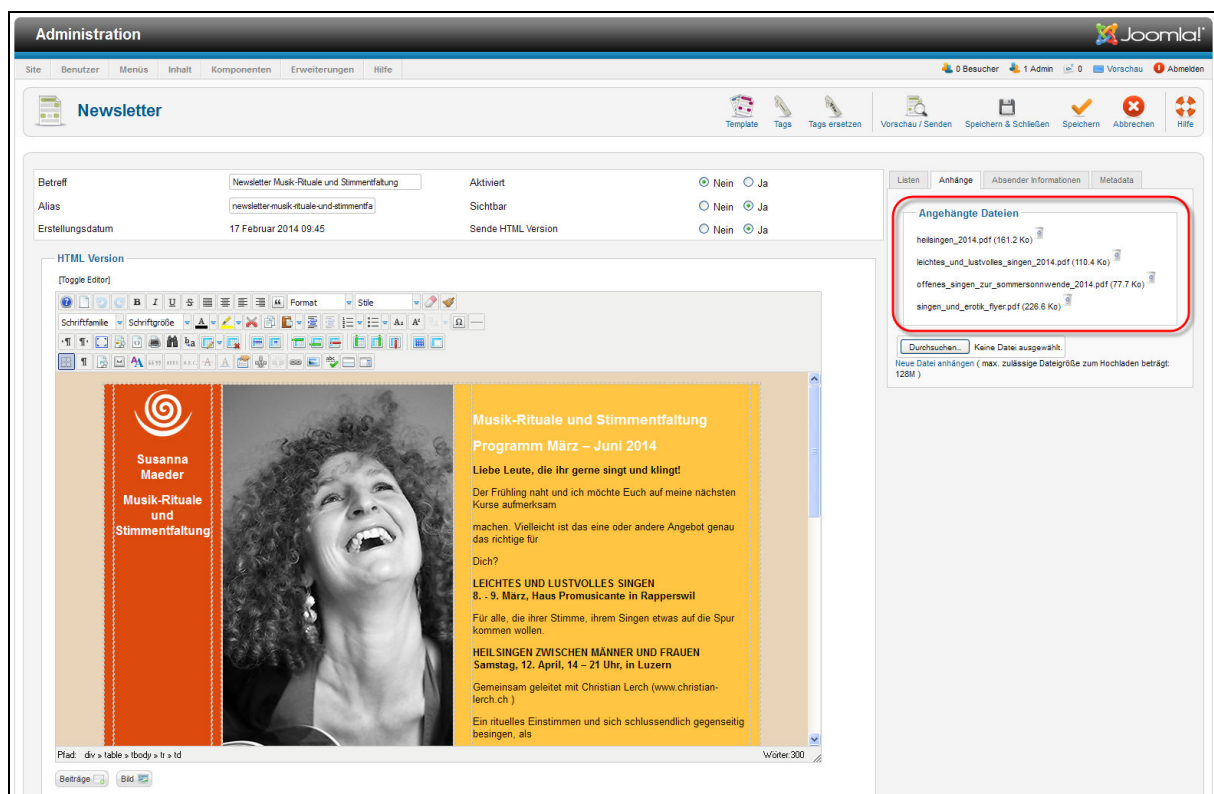 Administration
Joomla!
Site Benutzer Menüs Inhalt Komponenten Erweiterungen Hilfe
0 Besucher 1 Admin 0 Vorschau Abmelden
Newsletter
Template Tags Tags ersetzen Vorschau / Senden Speichern & Schließen Speichern Abbrechen Hilfe
Betreff Newsletter Musik-Rituale und Stimmentfaltung Aktiviert Nein Ja
Alias newsletter-musik-rituale-und-stimmentfa Sichtbar Nein Ja
Erstellungsdatum 17 Februar 2014 09:45 Sende HTML Version Nein Ja
HTML Version
[Toggle Editor]
Format Stile
Schriftfamilie Schriftgröße
Susanna
Maeder
Musik-Rituale
und
Stimmentfaltung
Musik-Rituale und Stimmentfaltung
Programm März – Juni 2014
Liebe Leute, die ihr gerne singt und klingt!
Der Frühling naht und ich möchte Euch auf meine nächsten
Kurse aufmerksam
machen. Vielleicht ist das eine oder andere Angebot genau
das richtige für
Dich?
LEICHTES UND LUSTVOLLES SINGEN
8. - 9. März, Haus Promusicante in Rapperswil
Für alle, die ihrer Stimme, ihrem Singen etwas auf die Spur
kommen wollen.
HEILSINGEN ZWISCHEN MÄNNER UND FRAUEN
Samstag, 12. April, 14 – 21 Uhr, in Luzern
Gemeinsam geleitet mit Christian Lerch (www.christian-
lerch.ch )
Ein rituelles Einstimmen und sich schlussendlich gegenseitig
besingen, als
Pfad: div » table » tbody » tr » td Wörter:300
Beiträge Bild
Listen Anhänge Absender Informationen Metadata
Angehängte Dateien
heilsingen_2014.pdf (161.2 Ko)
leichtes_und_lustvolles_singen_2014.pdf (110.4 Ko)
offenes_singen_zur_sommersonnwende_2014.pdf (77.7 Ko)
singen_und_erotik_flyer.pdf (226.6 Ko)
Durchsuchen... Keine Datei ausgewählt.
Neue Datei anhängen ( max. zulässige Dateigröße zum Hochladen beträgt:
128M )